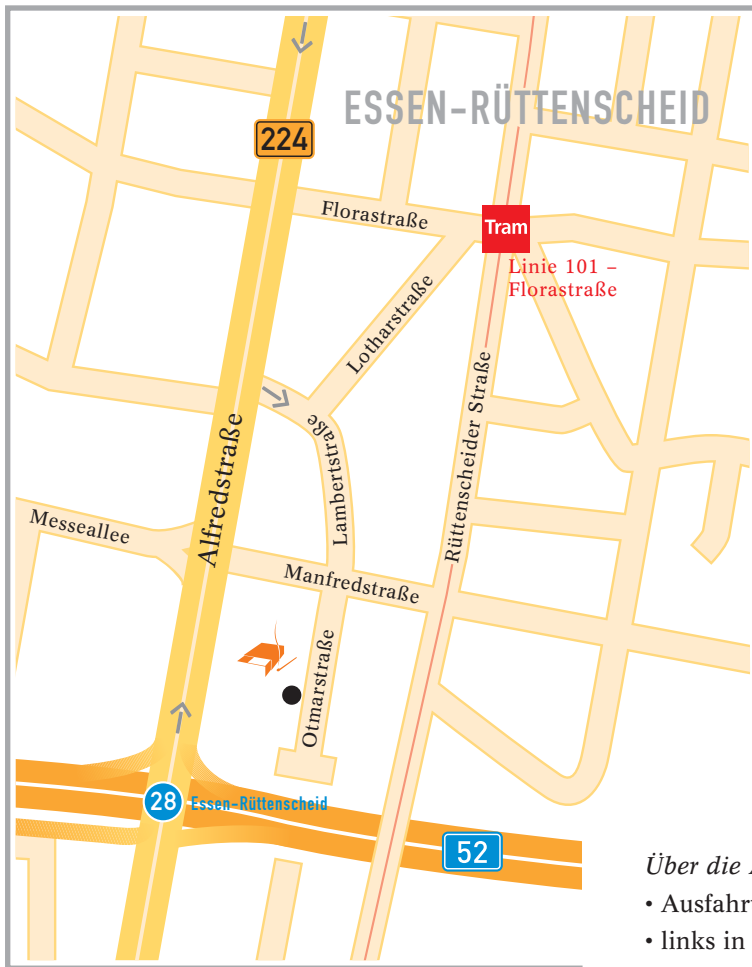 ESSEN-RÜTTENSCHEID
224
Florastraße
Tram
Linie 101 –
Florastraße
Lotharstraße
Lambertstraße
Rüttenscheider Straße
Alfredstraße
Messeallee
Manfredstraße
Otmarstraße
28 Essen-Rüttenscheid
52
Über die
• Ausfahr
• links in